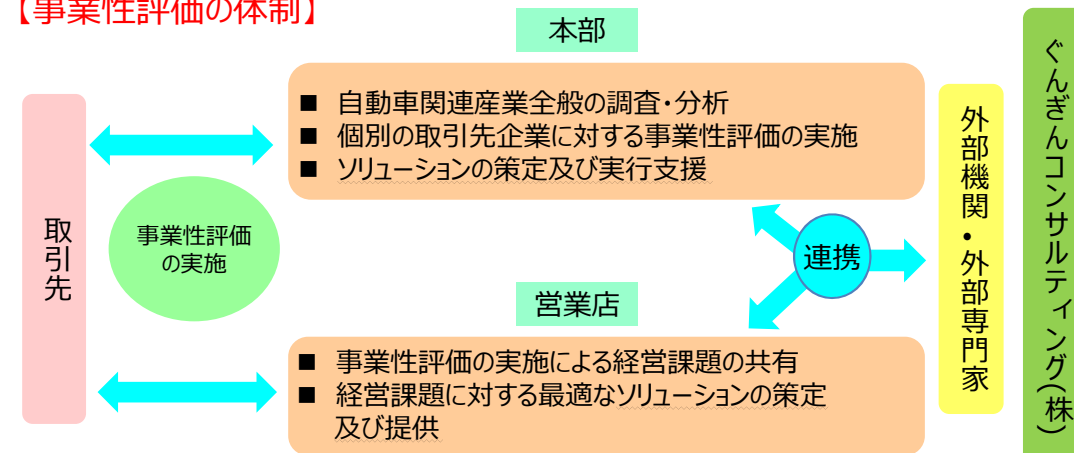 【事業性評価の体制】
本部
■ 自動車関連産業全般の調査・分析
■ 個別の取引先企業に対する事業性評価の実施
■ ソリューションの策定及び実行支援
取引先
事業性評価
の実施
連携
営業店
■ 事業性評価の実施による経営課題の共有
■ 経営課題に対する最適なソリューションの策定
及び提供
外部機関・外部専門家
ぐんぎんコンサルティング(株)